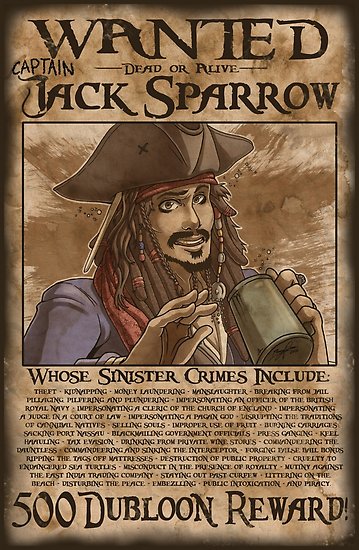 WANTED
CAPTAIN
Dead or Alive
Jack Sparrow
Whose Sinister Crimes Include:
THEFT - KIDNAPPING - MONEY LAUNDERING - MANSLAUGHTER - BREAKING FROM JAIL
PILLAGING, PILFERING AND PLUNDERING - IMPERSONATING AN OFFICER OF THE BRITISH
ROYAL NAVY - IMPERSONATING A CLERIC OF THE CHURCH OF ENGLAND - IMPERSONATING
A JUDGE IN A COURT OF LAW - IMPERSONATING A PAGAN GOD - DISRUPTING THE TRADITIONS
OF CANNIBAL NATIVES - SELLING SOULS - IMPROPER USE OF FRUIT - BURNING CARRIAGES
SACKING PORT NASSAU - BLACKMAILING GOVERNMENT OFFICIALS - PRESS GANGING - KEEL
HAULLING - TAX EVASION - DRINKING FROM PRIVATE WINE STORES - COMMANDEERING THE
DAUNTLESS - COMMANDEERING AND SINKING THE INTERCEPTOR - FORGING FALSE BAIL BONDS
RIPPING THE TAGS OFF MATTRESSES - DESTRUCTION OF PUBLIC PROPERTY - CRUELTY TO
ENDANGERED SEA TURTLES - MISCONDUCT IN THE PRESENCE OF ROYALTY - MUTINY AGAINST
THE EAST INDIA TRADING COMPANY - STAYING OUT PAST CURFEW - LITTERING ON THE
BEACH - DISTURBING THE PEACE - EMBEZLLING - PUBLIC INTOXICATION - AND PIRACY.
500 Dubloon Reward!